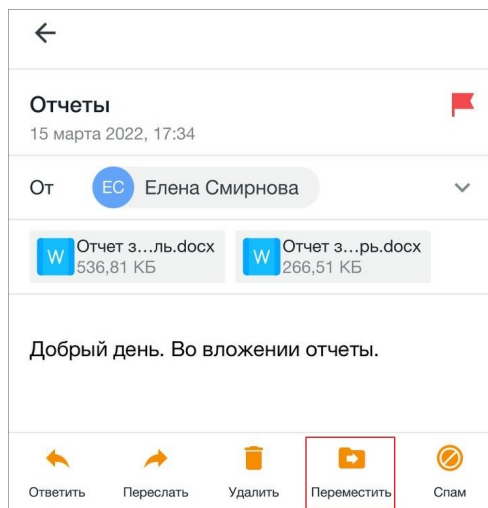 Отчеты
15 марта 2022, 17:34
От ЕС Елена Смирнова
W Отчет з...ль.docx W Отчет з...рь.docx
536,81 КБ 266,51 КБ
Добрый день. Во вложении отчеты.
Ответить Переслать Удалить Переместить Спам